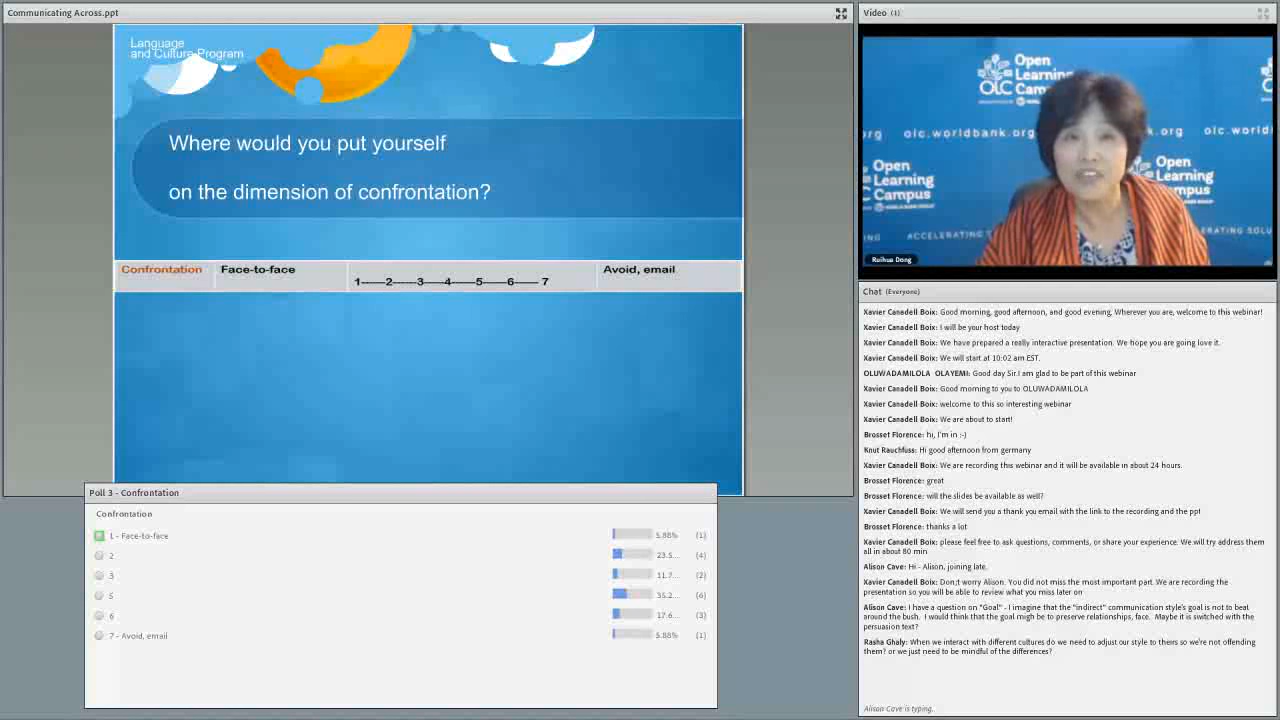 Communicating Across.ppt
Language
and Culture Program
Where would you put yourself
on the dimension of confrontation?
Confrontation Face-to-face 1------2------3-----4-----5-----6----- 7 Avoid, email
Poll 3 - Confrontation
Confrontation
1 - Face-to-face 5.88% (1)
2 23.5... (4)
3 11.7... (2)
5 35.2... (6)
6 17.6... (3)
7 - Avoid, email 5.88% (1)
Video (1)
Open
Learning
Campus
OLC
.org
olc.worldbank.org
olc.worldb
Open
Learning
Campus
Open
Learning
Campus
ING
ACCELERATING
ERATING SOLU
Ruihua Dong
Chat (Everyone)
Xavier Canadell Boix: Good morning, good afternoon, and good evening. Wherever you are, welcome to this webinar!
Xavier Canadell Boix: I will be your host today
Xavier Canadell Boix: We have prepared a really interactive presentation. We hope you are going love it.
Xavier Canadell Boix: We will start at 10:02 am EST.
OLUWADAMILOLA OLAYEMI: Good day Sir.I am glad to be part of this webinar
Xavier Canadell Boix: Good morning to you to OLUWADAMILOLA
Xavier Canadell Boix: welcome to this so interesting webinar
Xavier Canadell Boix: We are about to start!
Brosset Florence: hi, I'm in :-)
Knut Rauchfuss: Hi good afternoon from germany
Xavier Canadell Boix: We are recording this webinar and it will be available in about 24 hours.
Brosset Florence: great
Brosset Florence: will the slides be available as well?
Xavier Canadell Boix: We will send you a thank you email with the link to the recording and the ppt
Brosset Florence: thanks a lot
Xavier Canadell Boix: please feel free to ask questions, comments, or share your experience. We will try address them
all in about 80 min
Alison Cave: Hi - Alison, joining late.
Xavier Canadell Boix: Don;t worry Alison. You did not miss the most important part. We are recording the
presentation so you will be able to review what you miss later on
Alison Cave: I have a question on "Goal" - I imagine that the "indirect" communication style's goal is not to beat
around the bush. I would think that the goal migh be to preserve relationships, face. Maybe it is switched with the
persuasion text?
Rasha Ghaly: When we interact with different cultures do we need to adjust our style to theirs so we're not offending
them? or we just need to be mindful of the differences?
Alison Cave is typing..